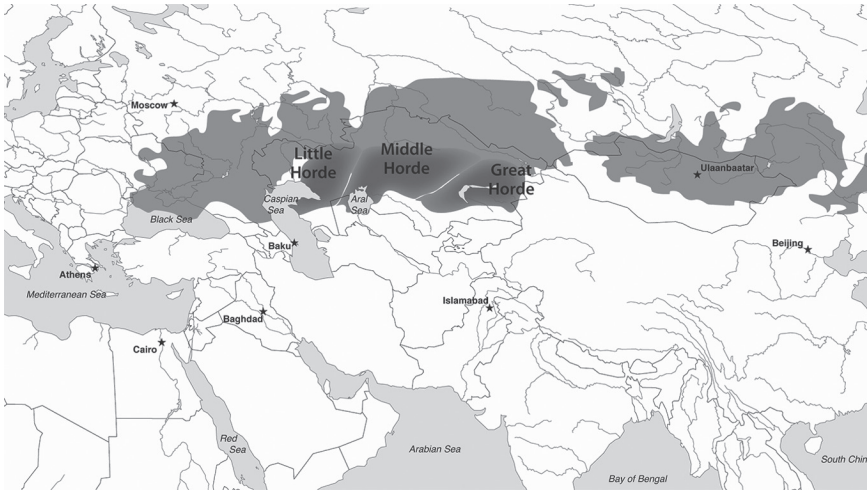 Moscow
Little
Horde
Middle
Horde
Great
Horde
Ulaanbaatar
Caspian
Sea
Aral
Sea
Black Sea
Baku
Beijing
Athens
Mediterranean Sea
Islamabad
Baghdad
Cairo
Red
Sea
Arabian Sea
Bay of Bengal
South Chin